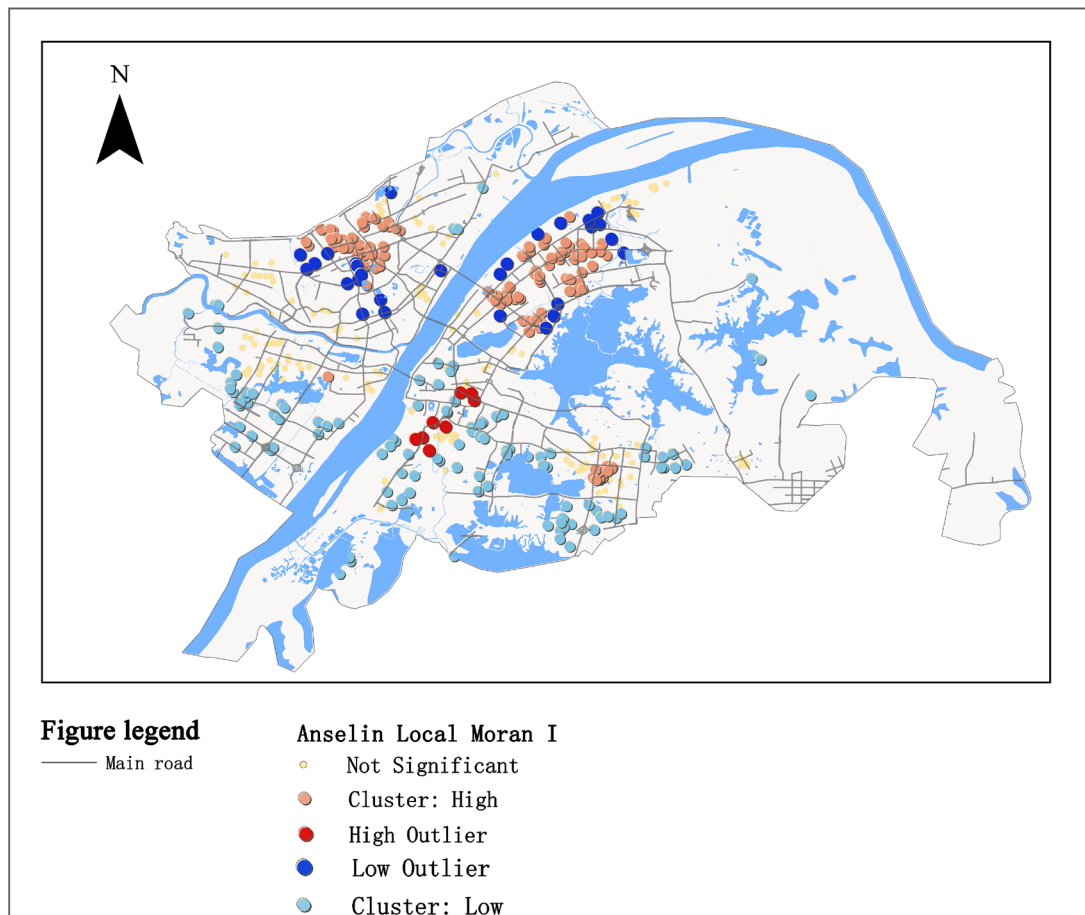 N
Figure legend
Main road
Anselin Local Moran I
Not Significant
Cluster: High
High Outlier
Low Outlier
Cluster: Low